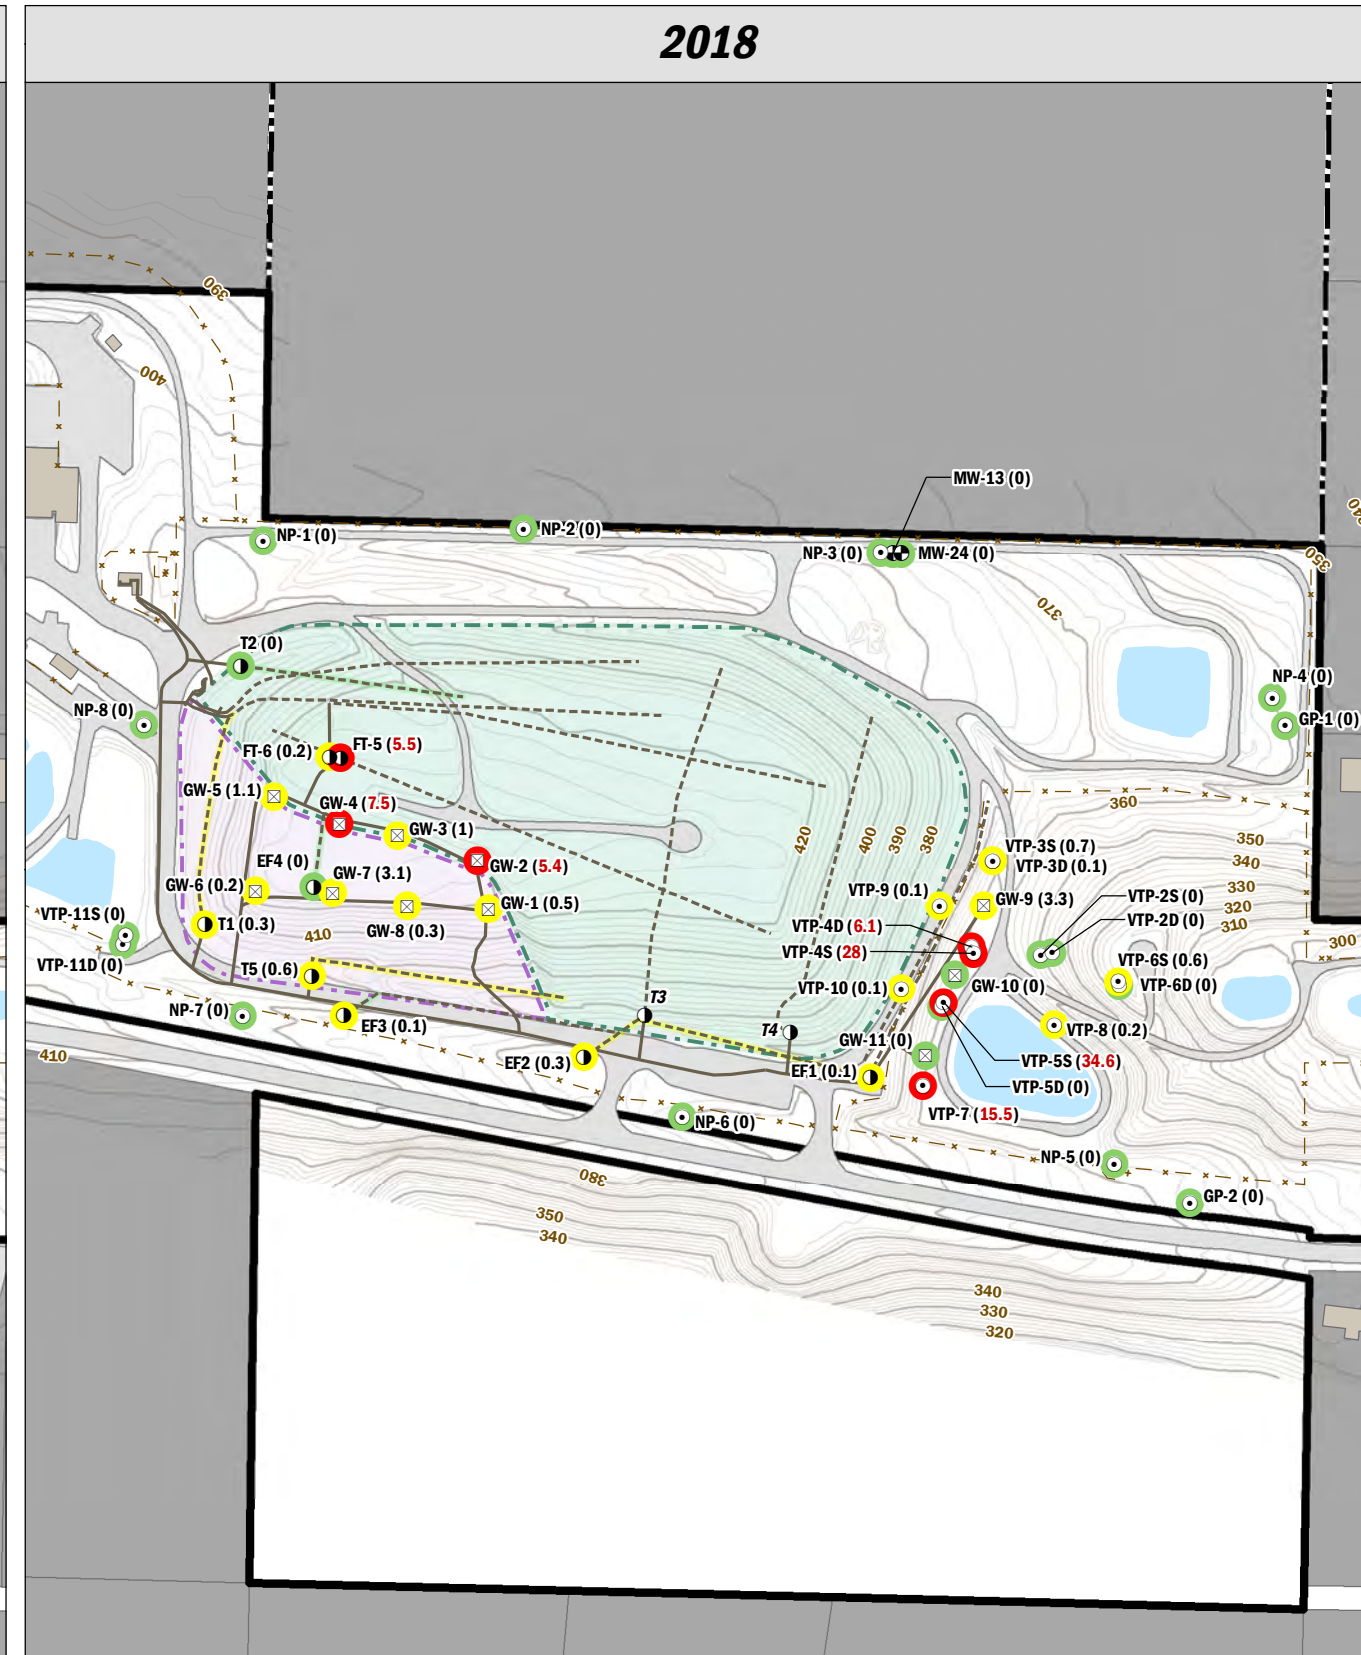 2018
390
400
MW-13 (0)
NP-1 (0)
NP-2 (0)
NP-3 (0)
MW-24 (0)
340
350
370
T2 (0)
NP-4 (0)
NP-8 (0)
GP-1 (0)
FT-6 (0.2)
FT-5 (5.5)
GW-5 (1.1)
GW-4 (7.5)
360
GW-3 (1)
420
400
390
380
350
VTP-3S (0.7)
EF4 (0)
GW-2 (5.4)
VTP-3D (0.1)
340
GW-7 (3.1)
GW-6 (0.2)
VTP-9 (0.1)
330
VTP-2S (0)
GW-1 (0.5)
GW-9 (3.3)
320
VTP-11S (0)
VTP-2D (0)
T1 (0.3)
VTP-4D (6.1)
310
410
GW-8 (0.3)
300
VTP-4S (28)
VTP-11D (0)
VTP-6S (0.6)
T5 (0.6)
VTP-10 (0.1)
GW-10 (0)
VTP-6D (0)
T3
NP-7 (0)
EF3 (0.1)
T4
VTP-8 (0.2)
GW-11 (0)
410
EF2 (0.3)
VTP-5S (34.6)
EF1 (0.1)
VTP-5D (0)
VTP-7 (15.5)
NP-6 (0)
NP-5 (0)
380
GP-2 (0)
350
340
340
330
320